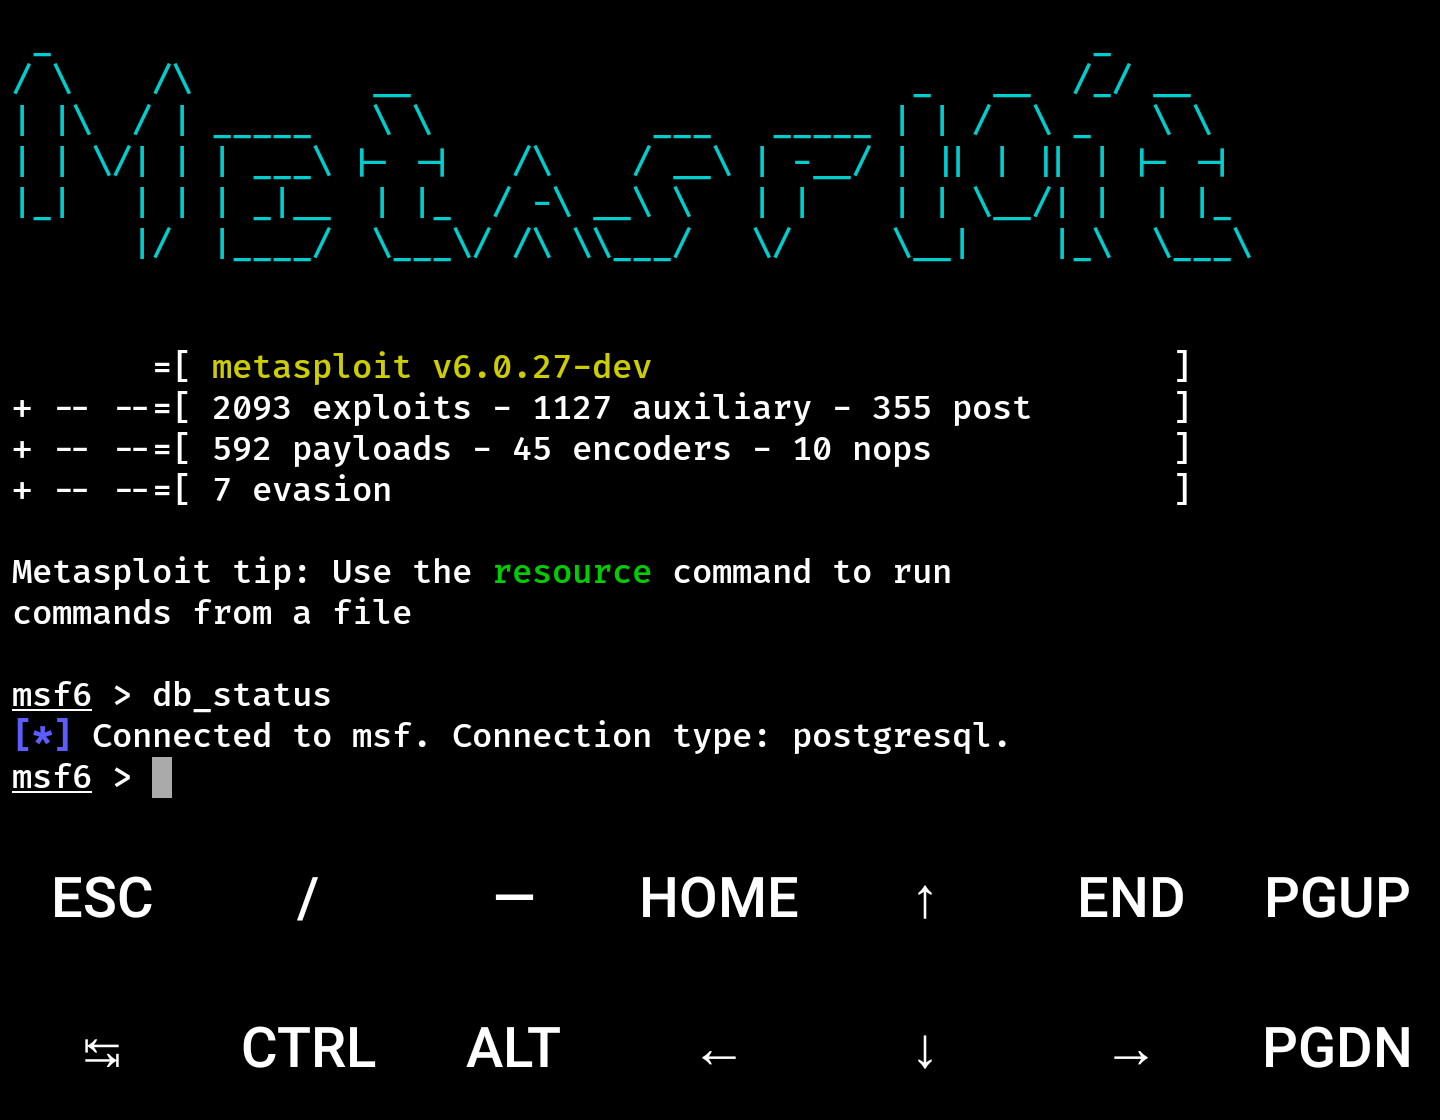 Metasploit
=[ metasploit v6.0.27-dev ]
+ -- --=[ 2093 exploits - 1127 auxiliary - 355 post ]
+ -- --=[ 592 payloads - 45 encoders - 10 nops ]
+ -- --=[ 7 evasion ]
Metasploit tip: Use the resource command to run
commands from a file
msf6 > db_status
[*] Connected to msf. Connection type: postgresql.
msf6 >
ESC / — HOME ↑ END PGUP
↹ CTRL ALT ← ↓ → PGDN